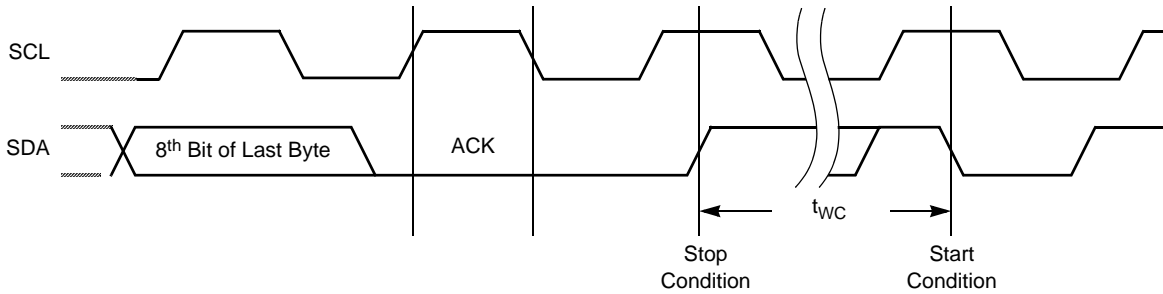 SCL
SDA
8th Bit of Last Byte
ACK
tWC
Stop
Condition
Start
Condition